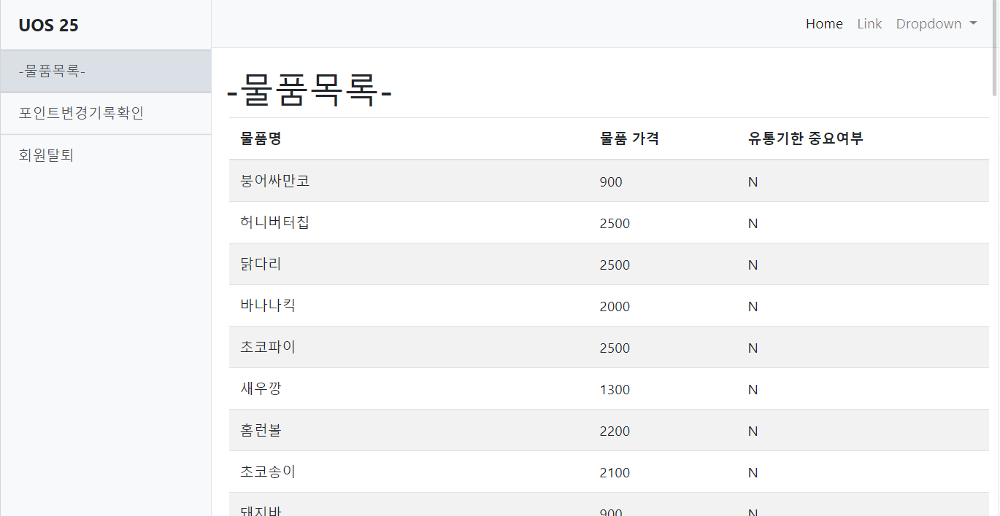 UOS 25
Home Link Dropdown
-물품목록-
포인트변경기록확인
회원탈퇴
-물품목록-
물품명 물품 가격 유통기한 중요여부
붕어싸만코 900 N
허니버터칩 2500 N
닭다리 2500 N
바나나킥 2000 N
초코파이 2500 N
새우깡 1300 N
홈런볼 2200 N
초코송이 2100 N
돼지바 900 N